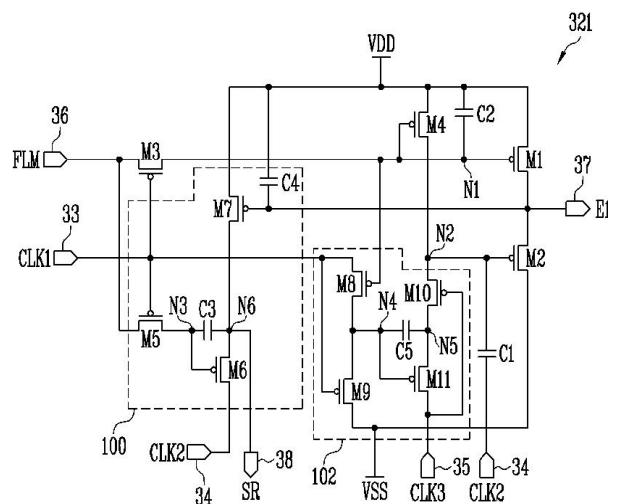 321
VDD
36
FLM
M3
M4
C2
M1
37
E1
N1
C4
M7
33
CLK1
N2
M2
M8
M10
N3
C3
N6
N4
C5
N5
C1
M5
M6
M9
M11
100
CLK2
34
38
SR
102
VSS
35
CLK3
34
CLK2